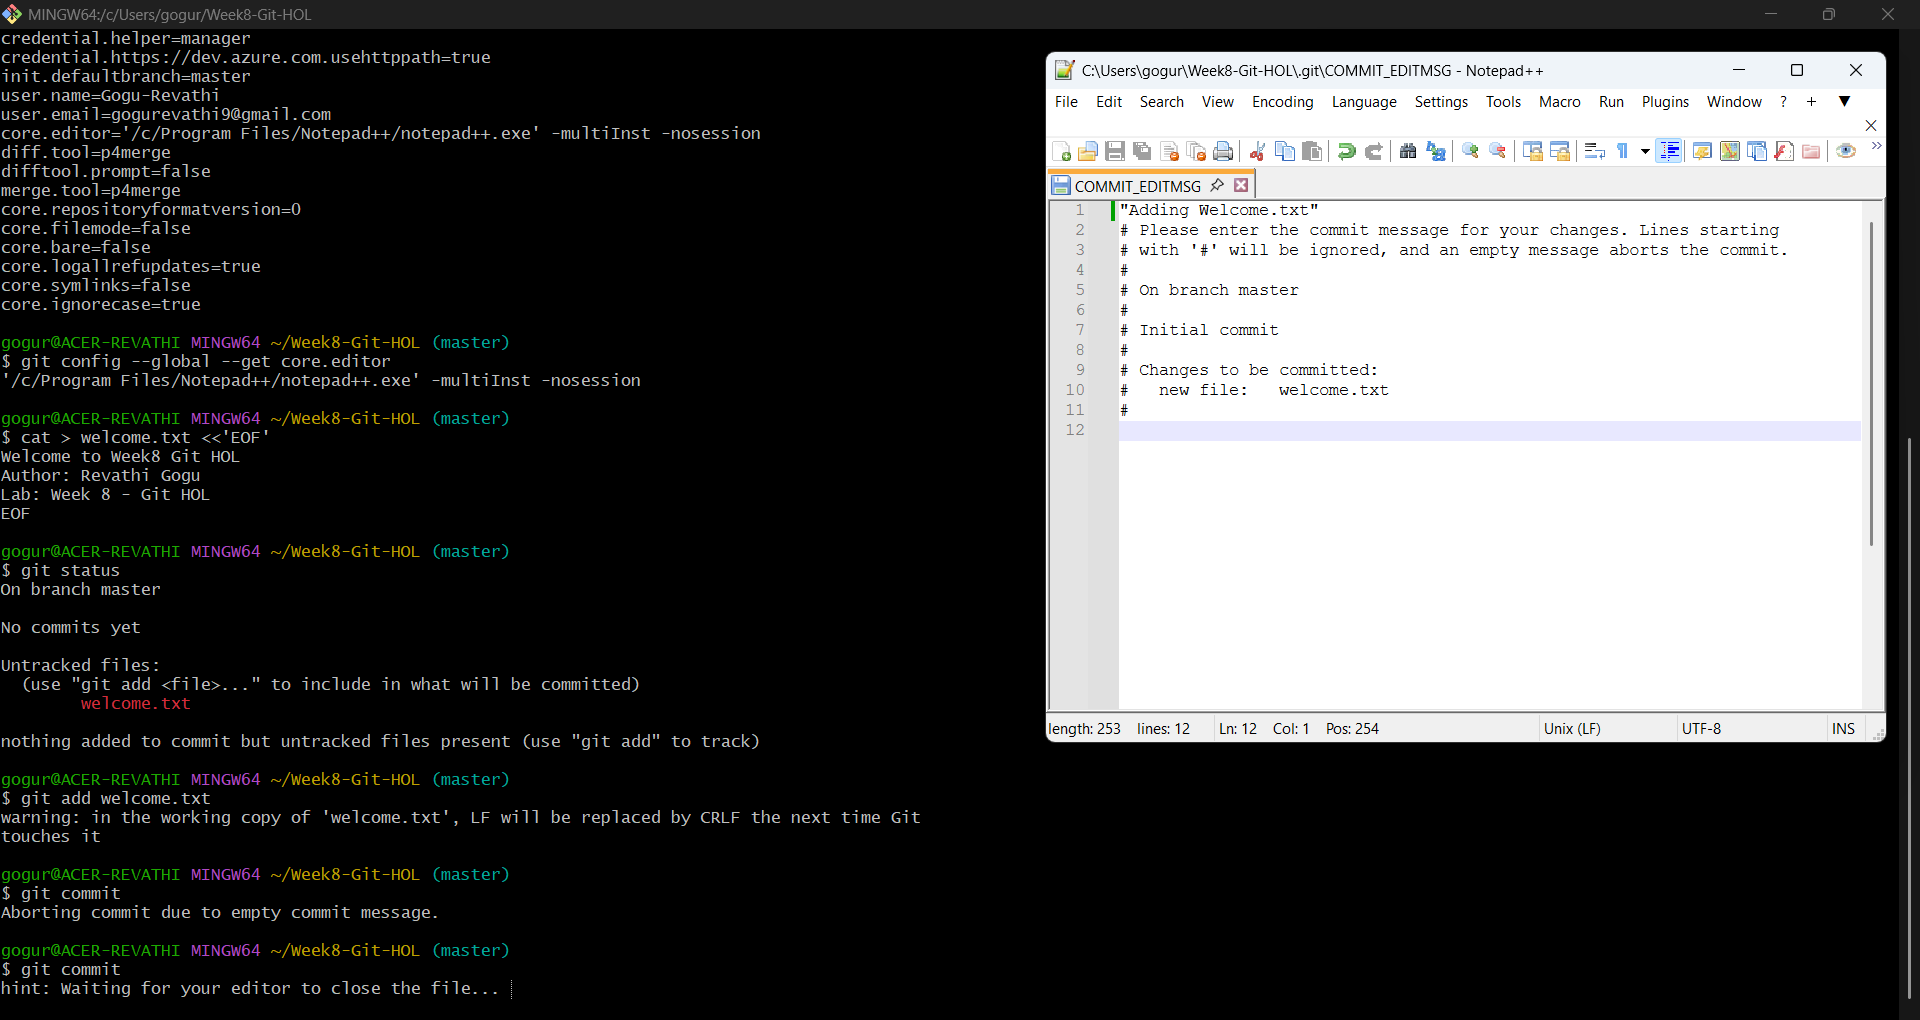 MINGW64:/c/Users/gogur/Week8-Git-HOL
credential.helper=manager
credential.https://dev.azure.com.usehttppath=true
init.defaultbranch=master
user.name=Gogu-Revathi
user.email=gogurevathi9@gmail.com
core.editor='/c/Program Files/Notepad++/notepad++.exe' -multiInst -nosession
diff.tool=p4merge
difftool.prompt=false
merge.tool=p4merge
core.repositoryformatversion=0
core.filemode=false
core.bare=false
core.logallrefupdates=true
core.symlinks=false
core.ignorecase=true
gogur@ACER-REVATHI MINGW64 ~/Week8-Git-HOL (master)
$ git config --global --get core.editor
'/c/Program Files/Notepad++/notepad++.exe' -multiInst -nosession
gogur@ACER-REVATHI MINGW64 ~/Week8-Git-HOL (master)
$ cat > welcome.txt <<'EOF'
Welcome to Week8 Git HOL
Author: Revathi Gogu
Lab: Week 8 - Git HOL
EOF
gogur@ACER-REVATHI MINGW64 ~/Week8-Git-HOL (master)
$ git status
On branch master
No commits yet
Untracked files:
(use "git add <file>..." to include in what will be committed)
welcome.txt
nothing added to commit but untracked files present (use "git add" to track)
gogur@ACER-REVATHI MINGW64 ~/Week8-Git-HOL (master)
$ git add welcome.txt
warning: in the working copy of 'welcome.txt', LF will be replaced by CRLF the next time Git
touches it
gogur@ACER-REVATHI MINGW64 ~/Week8-Git-HOL (master)
$ git commit
Aborting commit due to empty commit message.
gogur@ACER-REVATHI MINGW64 ~/Week8-Git-HOL (master)
$ git commit
hint: Waiting for your editor to close the file...
C:\Users\gogur\Week8-Git-HOL\.git\COMMIT_EDITMSG - Notepad++
File Edit Search View Encoding Language Settings Tools Macro Run Plugins Window ? + ▼
COMMIT_EDITMSG
1 "Adding Welcome.txt"
2 # Please enter the commit message for your changes. Lines starting
3 # with '#' will be ignored, and an empty message aborts the commit.
4 #
5 # On branch master
6 #
7 # Initial commit
8 #
9 # Changes to be committed:
10 # new file: welcome.txt
11 #
12
length: 253 lines: 12 Ln: 12 Col: 1 Pos: 254 Unix (LF) UTF-8 INS